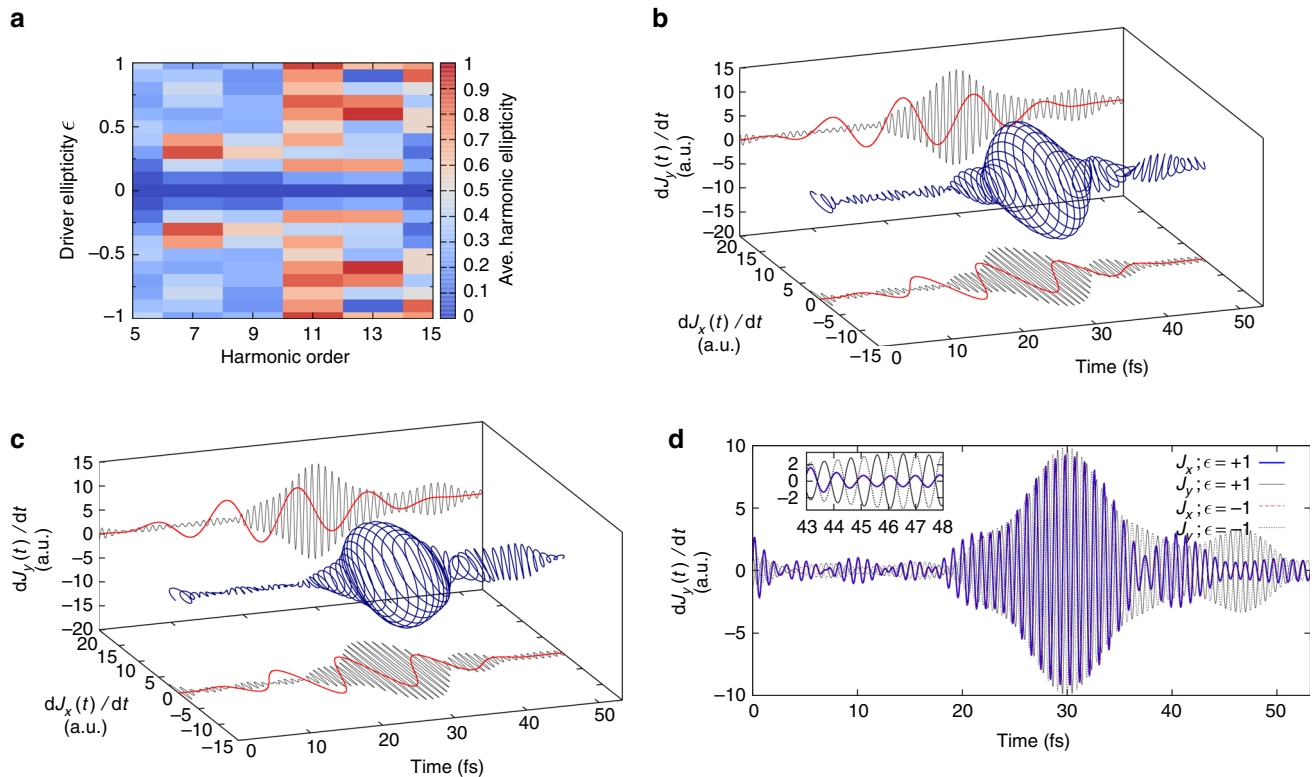 a
Driver ellipticity ϵ
1
0.5
0
−0.5
−1
5 7 9 11 13 15
Harmonic order
1
0.9
0.8
0.7
0.6
0.5
0.4
0.3
0.2
0.1
0
Ave. harmonic ellipticity
b
dJy(t) / dt
(a.u.)
15
10
5
0
−5
−10
−15
−20
20
15
10
5
0
−5
−10
−15
dJx(t) / dt
(a.u.)
0 10 20 30 40 50
Time (fs)
c
dJy(t) / dt
(a.u.)
15
10
5
0
−5
−10
−15
−20
20
15
10
5
0
−5
−10
−15
dJx(t) / dt
(a.u.)
0 10 20 30 40 50
Time (fs)
d
dJy(t) / dt
(a.u.)
10
5
0
−5
−10
2
0
−2
43 44 45 46 47 48
Jx ; ϵ = +1
Jy ; ϵ = +1
Jx ; ϵ = −1
Jy ; ϵ = −1
0 10 20 30 40 50
Time (fs)